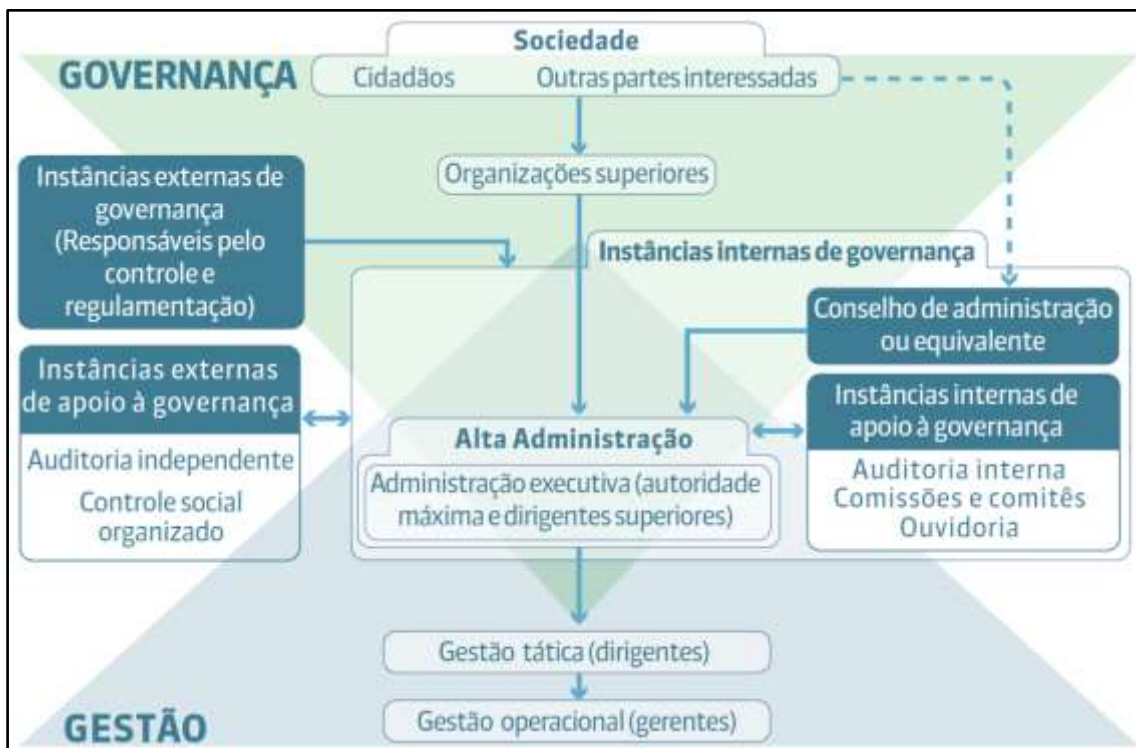 Sociedade
GOVERNANÇA
Cidadãos
Outras partes interessadas
Organizações superiores
Instâncias externas de
governança
(Responsáveis pelo
controle e
regulamentação)
Instâncias internas de governança
Conselho de administração
ou equivalente
Instâncias externas
de apoio à governança
Auditoria independente
Controle social
organizado
Alta Administração
Administração executiva (autoridade
máxima e dirigentes superiores)
Instâncias internas de
apoio à governança
Auditoria interna
Comissões e comitês
Ouvidoria
Gestão tática (dirigentes)
Gestão operacional (gerentes)
GESTÃO